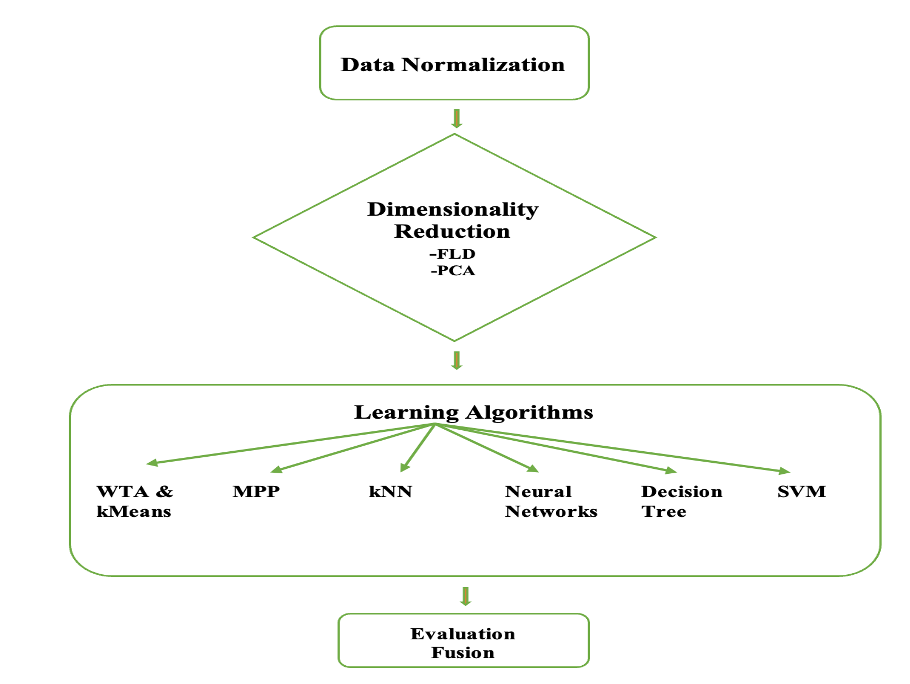 Data Normalization
Dimensionality
Reduction
-FLD
-PCA
Learning Algorithms
WTA &
kMeans
MPP
kNN
Neural
Networks
Decision
Tree
SVM
Evaluation
Fusion